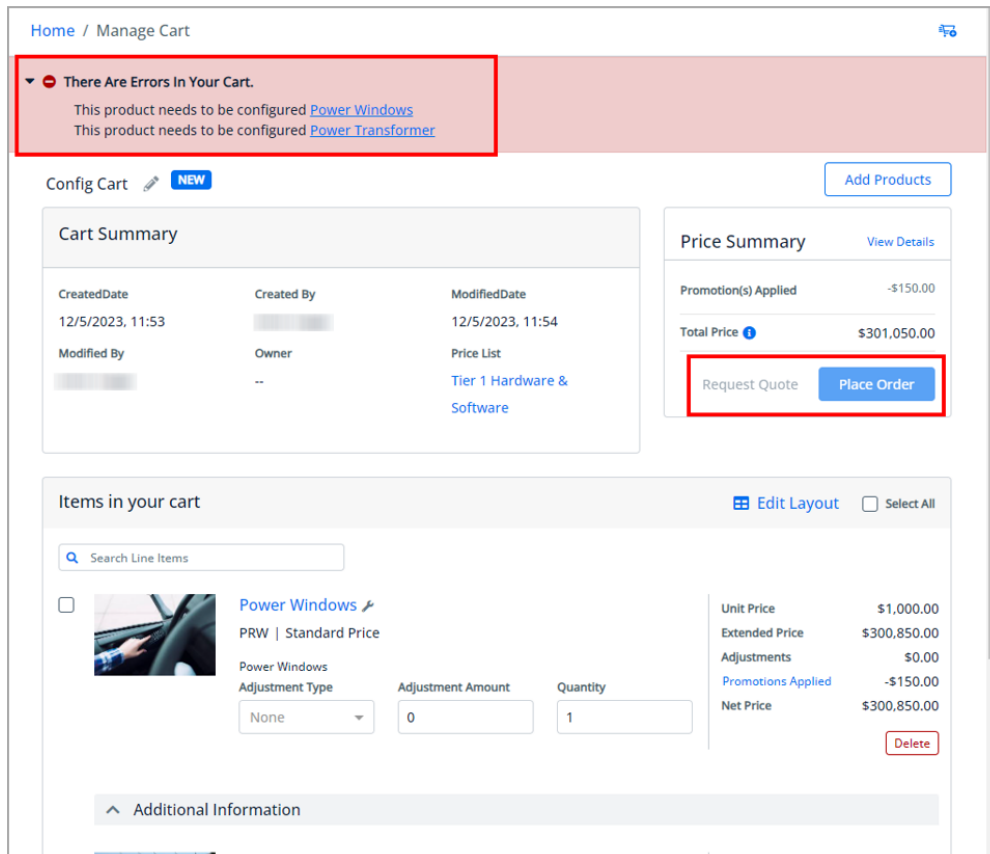 Home / Manage Cart
There Are Errors In Your Cart.
This product needs to be configured Power Windows
This product needs to be configured Power Transformer
Config Cart NEW
Add Products
Cart Summary
CreatedDate Created By ModifiedDate
12/5/2023, 11:53 12/5/2023, 11:54
Modified By Owner Price List
-- Tier 1 Hardware &
Software
Price Summary View Details
Promotion(s) Applied -$150.00
Total Price $301,050.00
Request Quote Place Order
Items in your cart Edit Layout Select All
Search Line Items
Power Windows
PRW | Standard Price
Power Windows
Adjustment Type Adjustment Amount Quantity
None 0 1
Unit Price $1,000.00
Extended Price $300,850.00
Adjustments $0.00
Promotions Applied -$150.00
Net Price $300,850.00
Delete
Additional Information